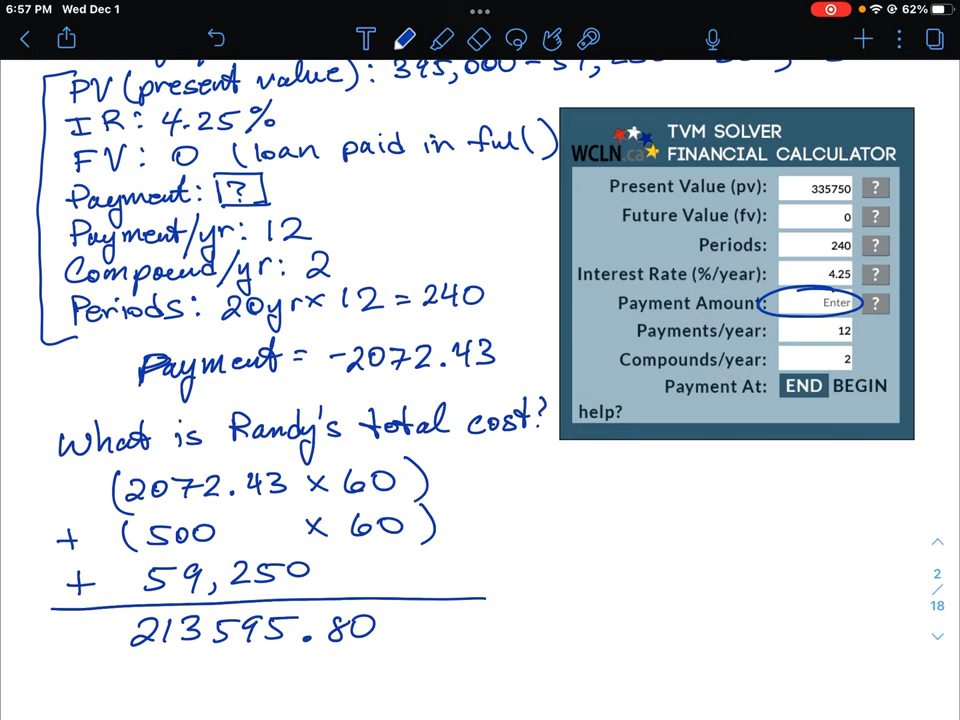 6:57 PM Wed Dec 1
62%
PV (present value): 395,000 - 59,250
IR: 4.25%
FV: 0 (loan paid in full)
Payment: ?
Payment/yr: 12
Compound/yr: 2
Periods: 20yr x 12 = 240
Payment = -2072.43
What is Randy's total cost?
(2072.43 x 60)
+ (500 x 60)
+ 59,250
213595.80
WCLN.ca
TVM SOLVER
FINANCIAL CALCULATOR
Present Value (pv): 335750 ?
Future Value (fv): 0 ?
Periods: 240 ?
Interest Rate (%/year): 4.25 ?
Payment Amount: Enter ?
Payments/year: 12
Compounds/year: 2
Payment At: END BEGIN
help?
2
/
18